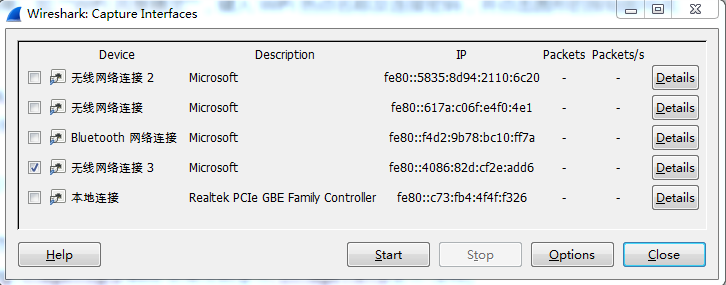 Wireshark: Capture Interfaces
Device Description IP Packets Packets/s
无线网络连接 2 Microsoft fe80::5835:8d94:2110:6c20 - - Details
无线网络连接 Microsoft fe80::617a:c06f:e4f0:4e1 - - Details
Bluetooth 网络连接 Microsoft fe80::f4d2:9b78:bc10:ff7a - - Details
无线网络连接 3 Microsoft fe80::4086:82d:cf2e:add6 - - Details
本地连接 Realtek PCIe GBE Family Controller fe80::c73:fb4:4f4f:f326 - - Details
Help Start Stop Options Close